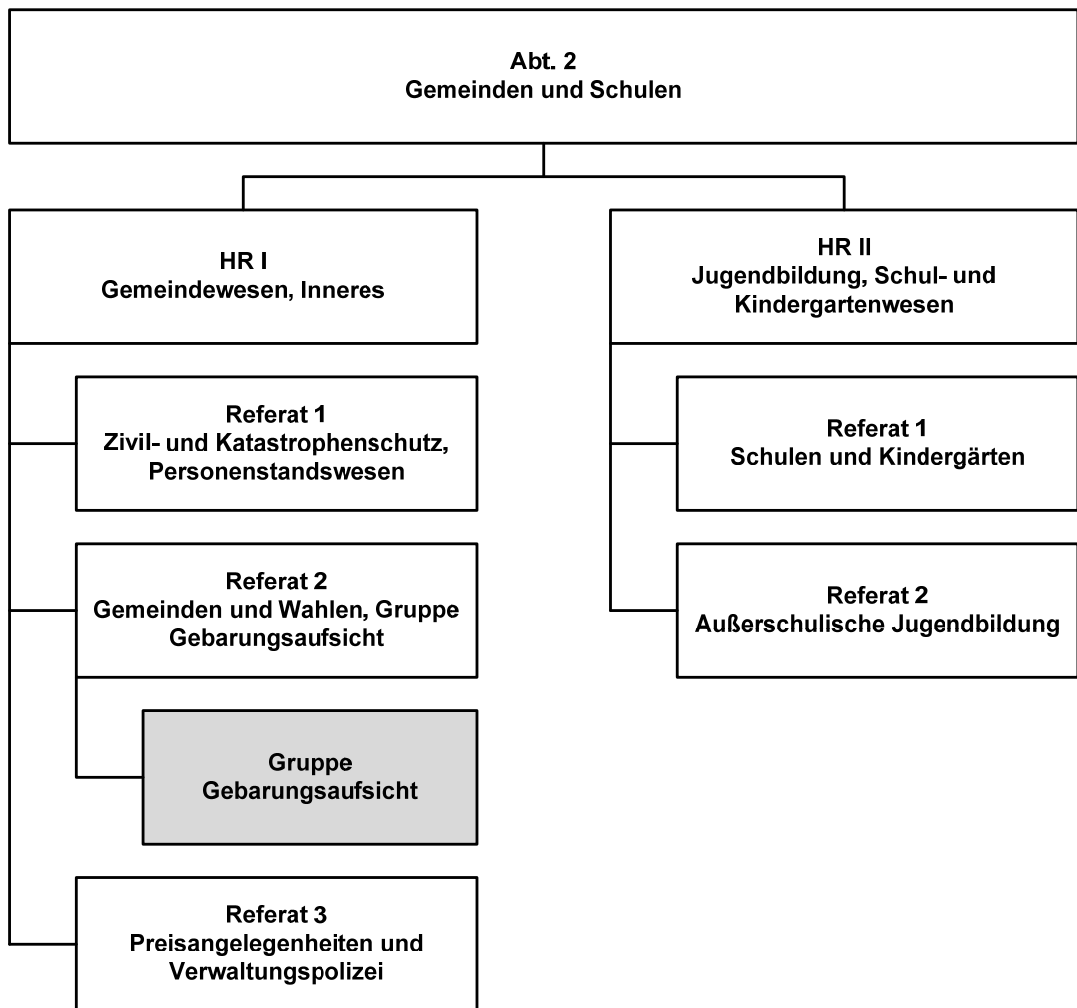 Abt. 2
Gemeinden und Schulen
HR I
Gemeindewesen, Inneres
Referat 1
Zivil- und Katastrophenschutz,
Personenstandswesen
Referat 2
Gemeinden und Wahlen, Gruppe
Gebarungsaufsicht
Gruppe
Gebarungsaufsicht
Referat 3
Preisangelegenheiten und
Verwaltungspolizei
HR II
Jugendbildung, Schul- und
Kindergartenwesen
Referat 1
Schulen und Kindergärten
Referat 2
Außerschulische Jugendbildung